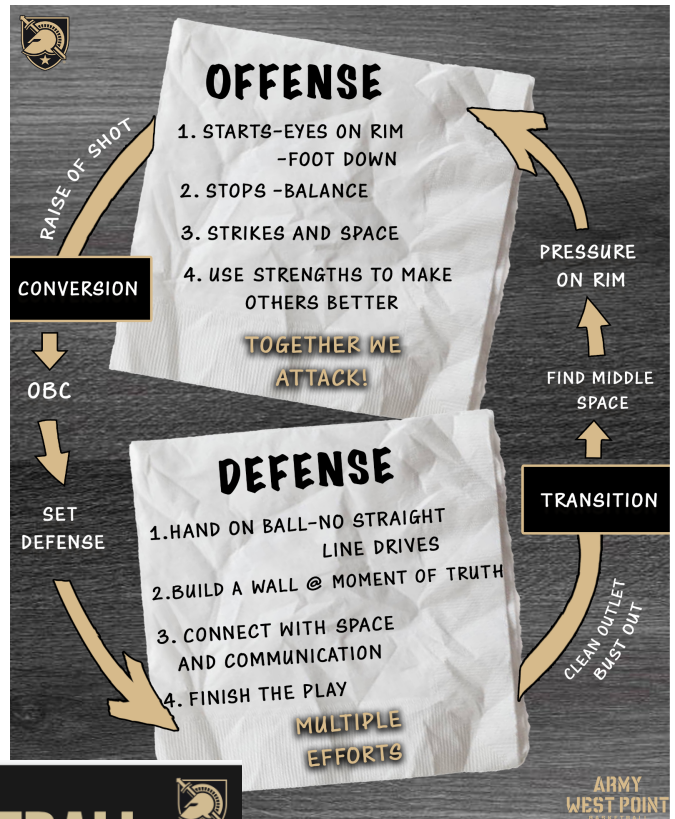 OFFENSE
1. STARTS-EYES ON RIM
-FOOT DOWN
2. STOPS -BALANCE
3. STRIKES AND SPACE
4. USE STRENGTHS TO MAKE
OTHERS BETTER
TOGETHER WE
ATTACK!
RAISE OF SHOT
CONVERSION
OBC
SET
DEFENSE
DEFENSE
1.HAND ON BALL-NO STRAIGHT
LINE DRIVES
2.BUILD A WALL @ MOMENT OF TRUTH
3. CONNECT WITH SPACE
AND COMMUNICATION
4. FINISH THE PLAY
MULTIPLE
EFFORTS
CLEAN OUTLET
BUST OUT
TRANSITION
FIND MIDDLE
SPACE
PRESSURE
ON RIM
ARMY
WEST POINT